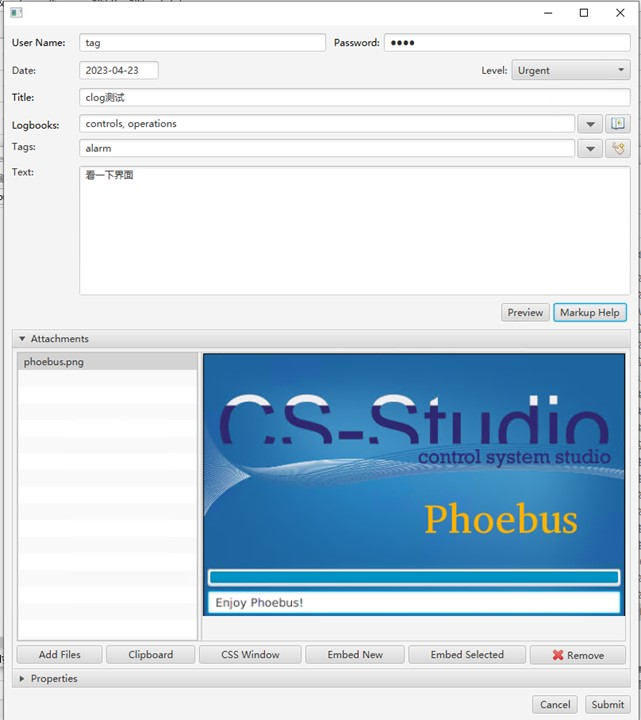 User Name: tag Password: ●●●●
Date: 2023-04-23 Level: Urgent
Title: clog测试
Logbooks: controls, operations
Tags: alarm
Text: 看一下界面
Preview Markup Help
Attachments
phoebus.png
CS-Studio
control system studio
Phoebus
Enjoy Phoebus!
Add Files Clipboard CSS Window Embed New Embed Selected Remove
Properties
Cancel Submit